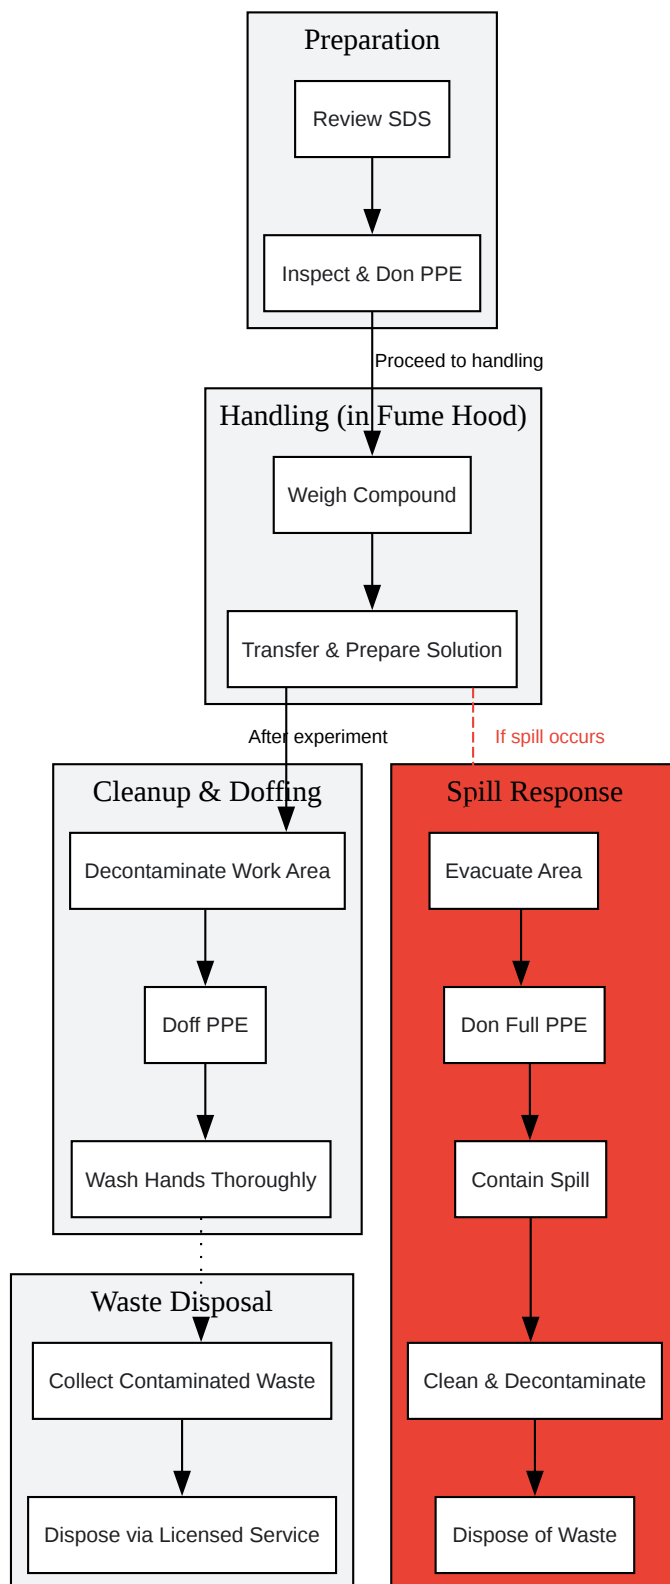 Preparation
Review SDS
Inspect & Don PPE
Proceed to handling
Handling (in Fume Hood)
Weigh Compound
Transfer & Prepare Solution
After experiment
If spill occurs
Cleanup & Doffing
Decontaminate Work Area
Doff PPE
Wash Hands Thoroughly
Spill Response
Evacuate Area
Don Full PPE
Contain Spill
Clean & Decontaminate
Dispose of Waste
Waste Disposal
Collect Contaminated Waste
Dispose via Licensed Service